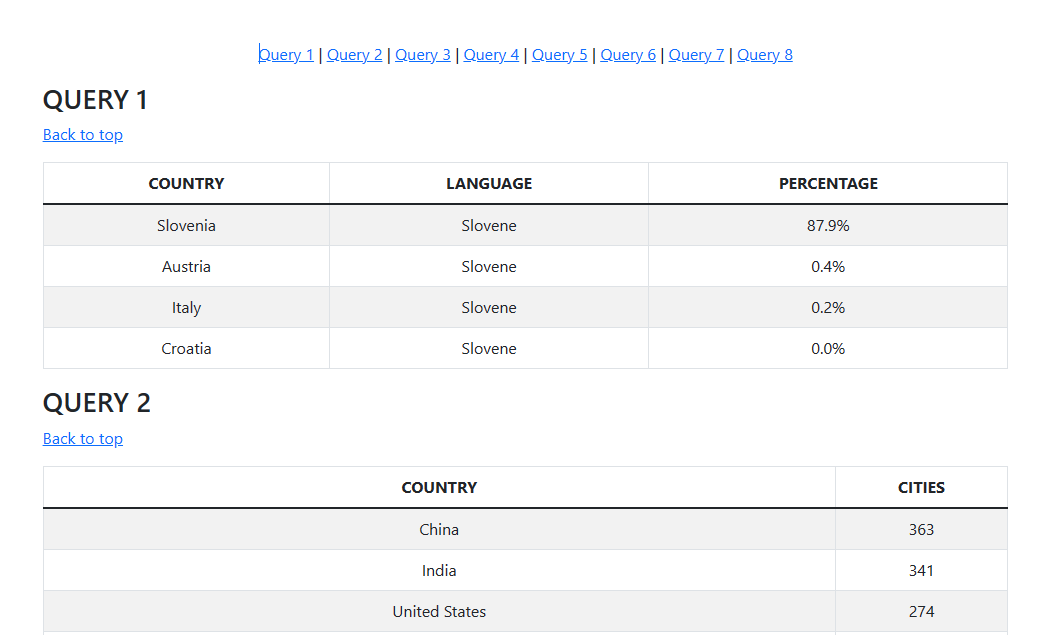 Query 1 | Query 2 | Query 3 | Query 4 | Query 5 | Query 6 | Query 7 | Query 8
QUERY 1
Back to top
COUNTRY LANGUAGE PERCENTAGE
Slovenia Slovene 87.9%
Austria Slovene 0.4%
Italy Slovene 0.2%
Croatia Slovene 0.0%
QUERY 2
Back to top
COUNTRY CITIES
China 363
India 341
United States 274